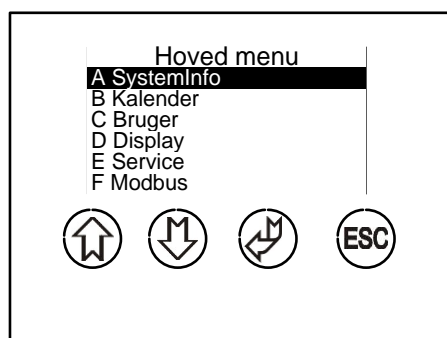 Hoved menu
A SystemInfo
B Kalender
C Bruger
D Display
E Service
F Modbus
ESC